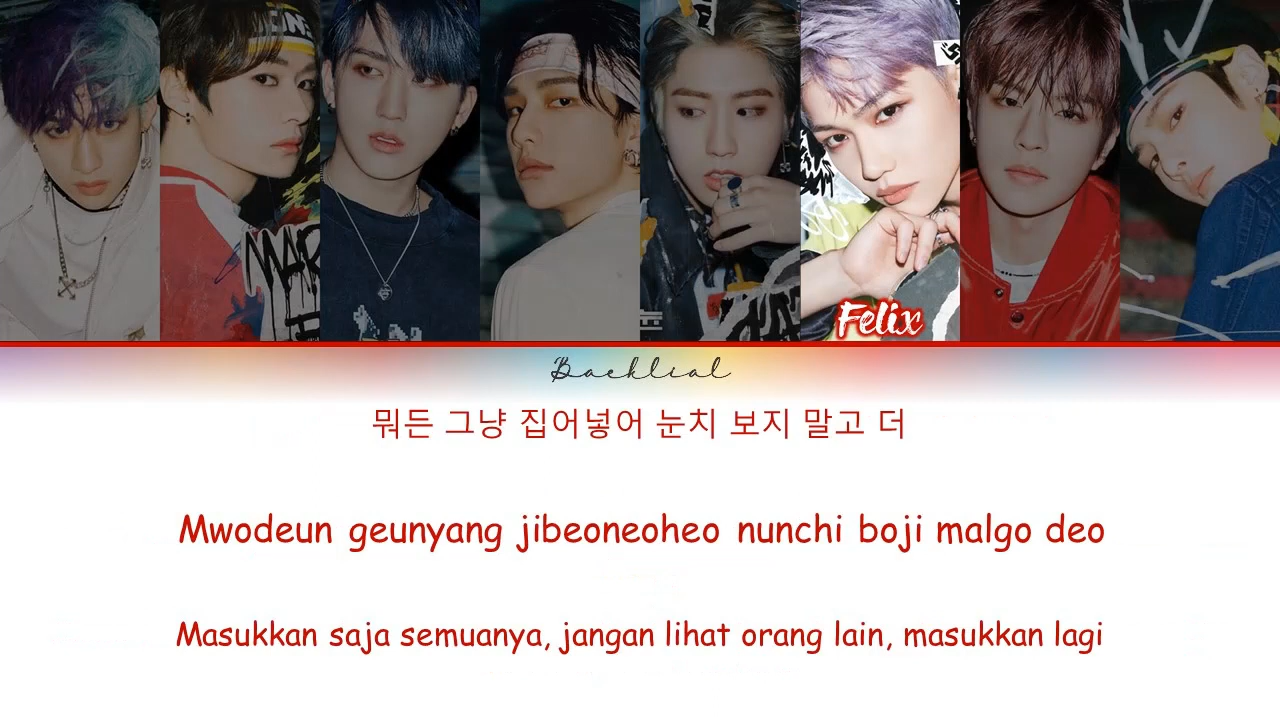 Felix
Backlial
뭐든 그냥 집어넣어 눈치 보지 말고 더
Mwodeun geunyang jibeoneoheo nunchi boji malgo deo
Masukkan saja semuanya, jangan lihat orang lain, masukkan lagi